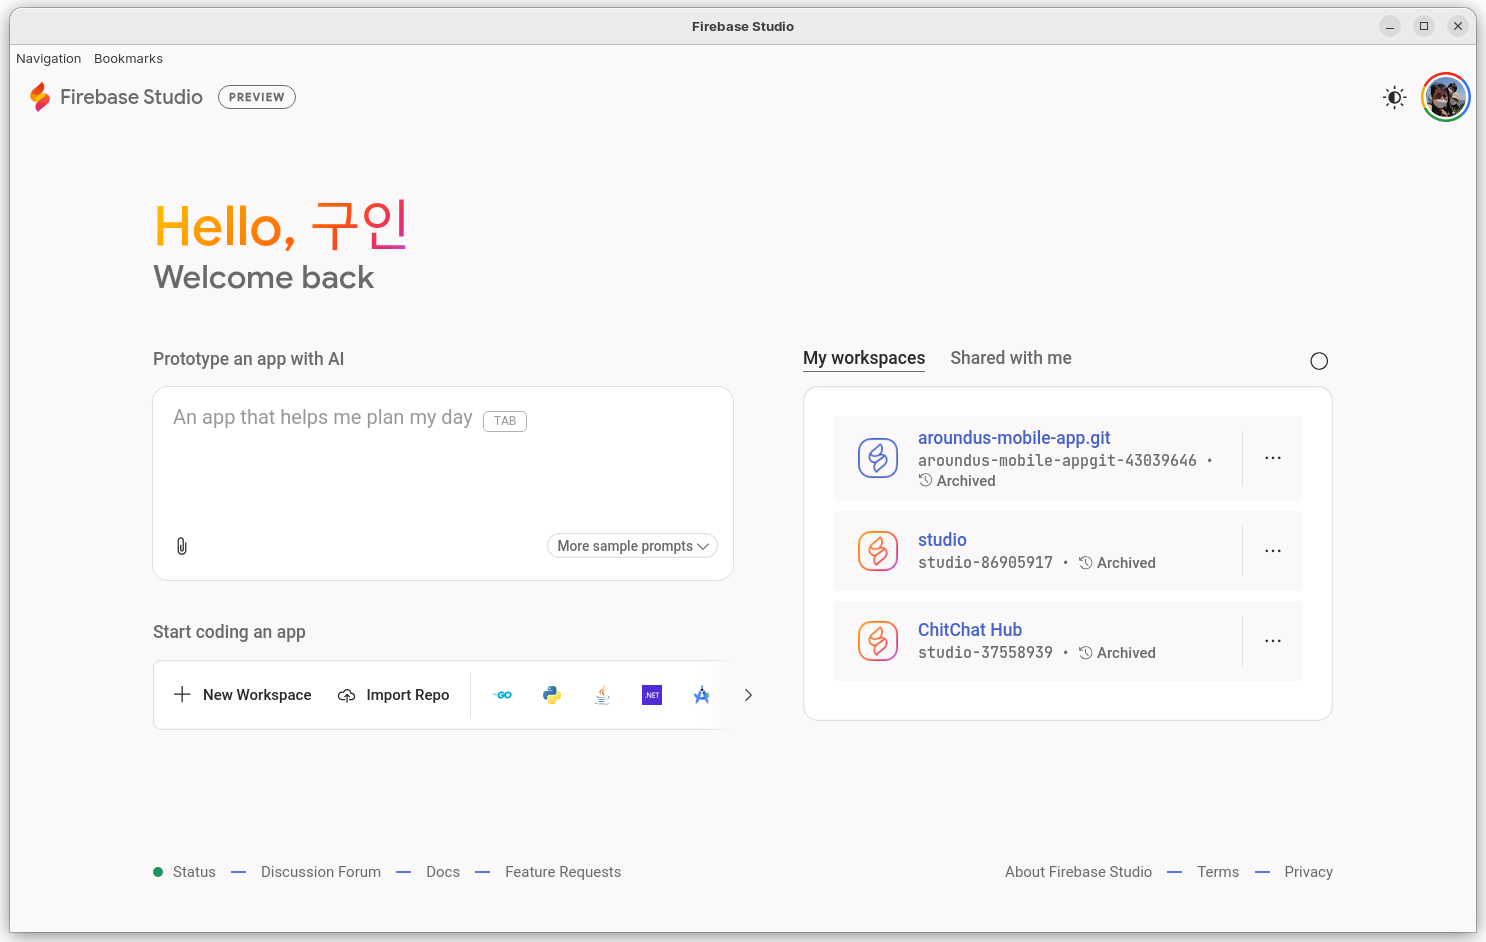 Firebase Studio
Navigation Bookmarks
Firebase Studio PREVIEW
Hello, 구인
Welcome back
Prototype an app with AI
An app that helps me plan my day TAB
More sample prompts
Start coding an app
New Workspace Import Repo GO .NET
My workspaces Shared with me
aroundus-mobile-app.git
aroundus-mobile-appgit-43039646 •
Archived
studio
studio-86905917 • Archived
ChitChat Hub
studio-37558939 • Archived
Status — Discussion Forum — Docs — Feature Requests
About Firebase Studio — Terms — Privacy